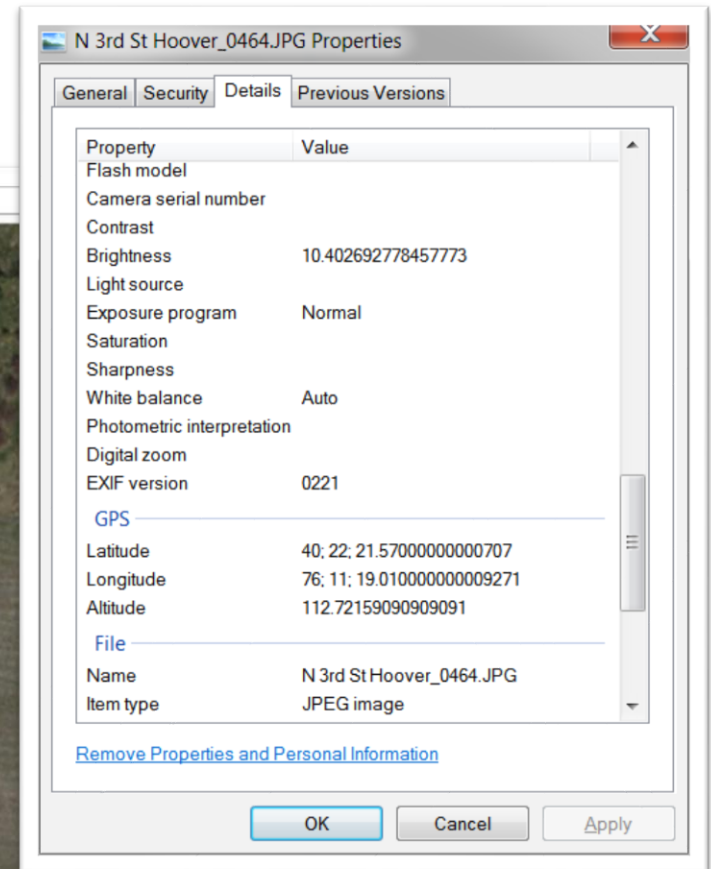 N 3rd St Hoover_0464.JPG Properties
General Security Details Previous Versions
Property Value
Flash model
Camera serial number
Contrast
Brightness 10.402692778457773
Light source
Exposure program Normal
Saturation
Sharpness
White balance Auto
Photometric interpretation
Digital zoom
EXIF version 0221
GPS
Latitude 40; 22; 21.57000000000707
Longitude 76; 11; 19.010000000009271
Altitude 112.72159090909091
File
Name N 3rd St Hoover_0464.JPG
Item type JPEG image
Remove Properties and Personal Information
OK Cancel Apply